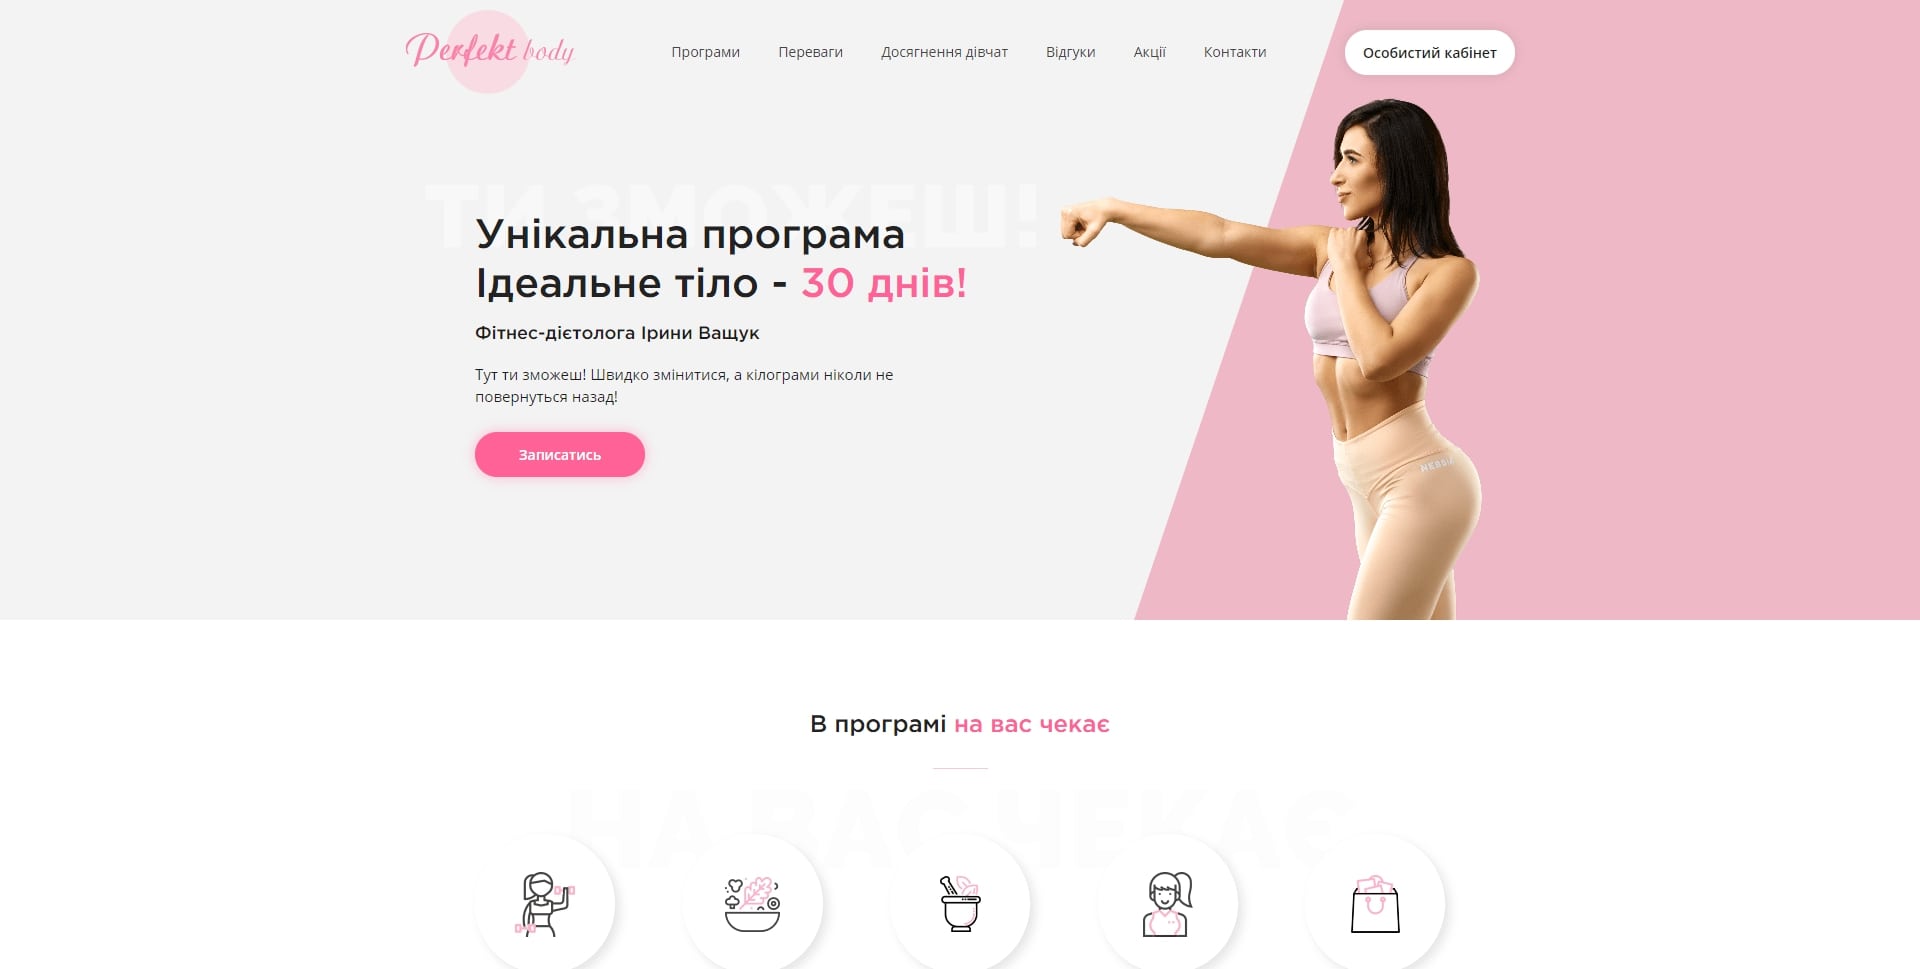 Perfekt body
Програми
Переваги
Досягнення дівчат
Відгуки
Акції
Контакти
Особистий кабінет
ТИ ЗМОЖЕШ!
Унікальна програма
Ідеальне тіло - 30 днів!
Фітнес-дієтолога Ірини Ващук
Тут ти зможеш! Швидко змінитися, а кілограми ніколи не
повернуться назад!
Записатись
NEBBIA
В програмі на вас чекає
НА ВАС ЧЕКАЄ